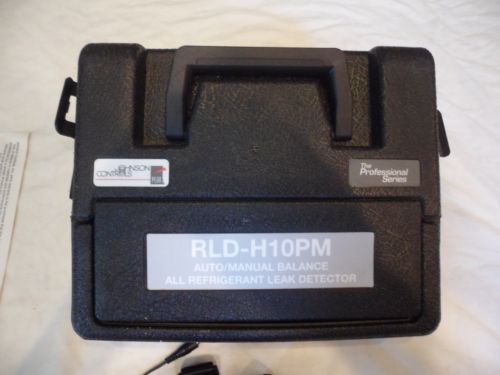 JOHNSON
CONTROLS
The
Professional
Series
RLD-H10PM
AUTO/MANUAL BALANCE
ALL REFRIGERANT LEAK DETECTOR